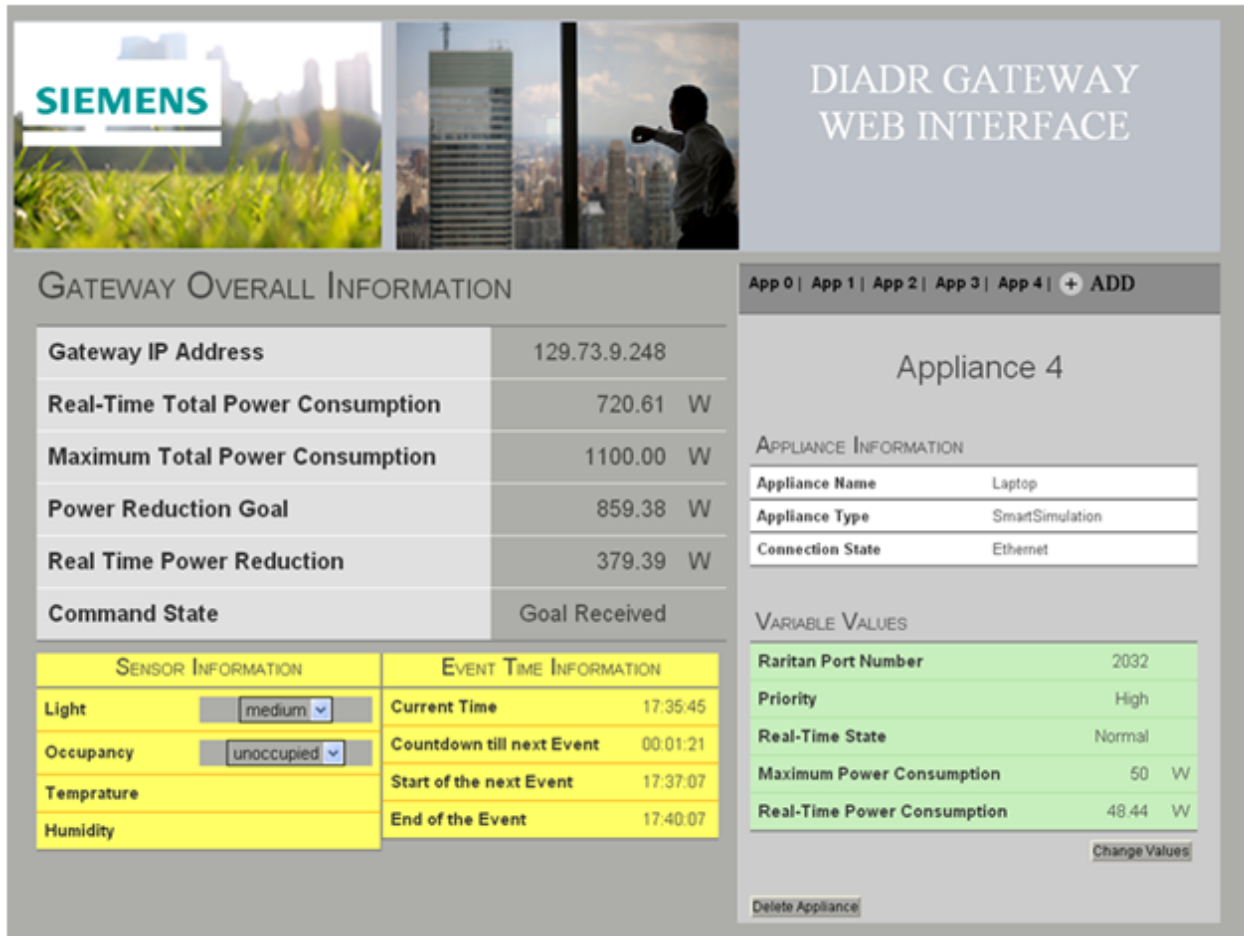 SIEMENS
DIADR GATEWAY
WEB INTERFACE
GATEWAY OVERALL INFORMATION
Gateway IP Address 129.73.9.248
Real-Time Total Power Consumption 720.61 W
Maximum Total Power Consumption 1100.00 W
Power Reduction Goal 859.38 W
Real Time Power Reduction 379.39 W
Command State Goal Received
SENSOR INFORMATION
Light medium
Occupancy unoccupied
Temprature
Humidity
EVENT TIME INFORMATION
Current Time 17:35:45
Countdown till next Event 00:01:21
Start of the next Event 17:37:07
End of the Event 17:40:07
App 0 | App 1 | App 2 | App 3 | App 4 | + ADD
Appliance 4
APPLIANCE INFORMATION
Appliance Name Laptop
Appliance Type SmartSimulation
Connection State Ethernet
VARIABLE VALUES
Raritan Port Number 2032
Priority High
Real-Time State Normal
Maximum Power Consumption 50 W
Real-Time Power Consumption 48.44 W
Change Values
Delete Appliance